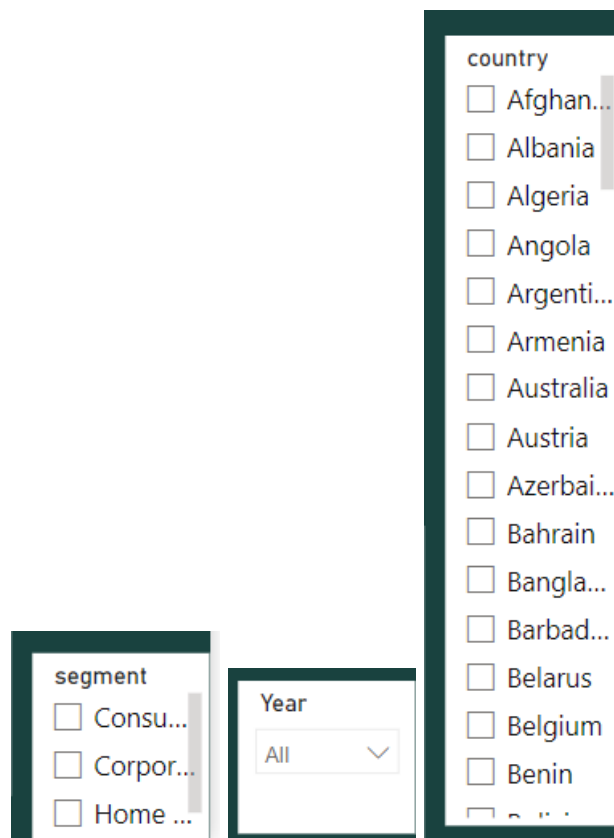 segment
Consu...
Corpor...
Home ...
Year
All
country
Afghan...
Albania
Algeria
Angola
Argenti...
Armenia
Australia
Austria
Azerbai...
Bahrain
Bangla...
Barbad...
Belarus
Belgium
Benin